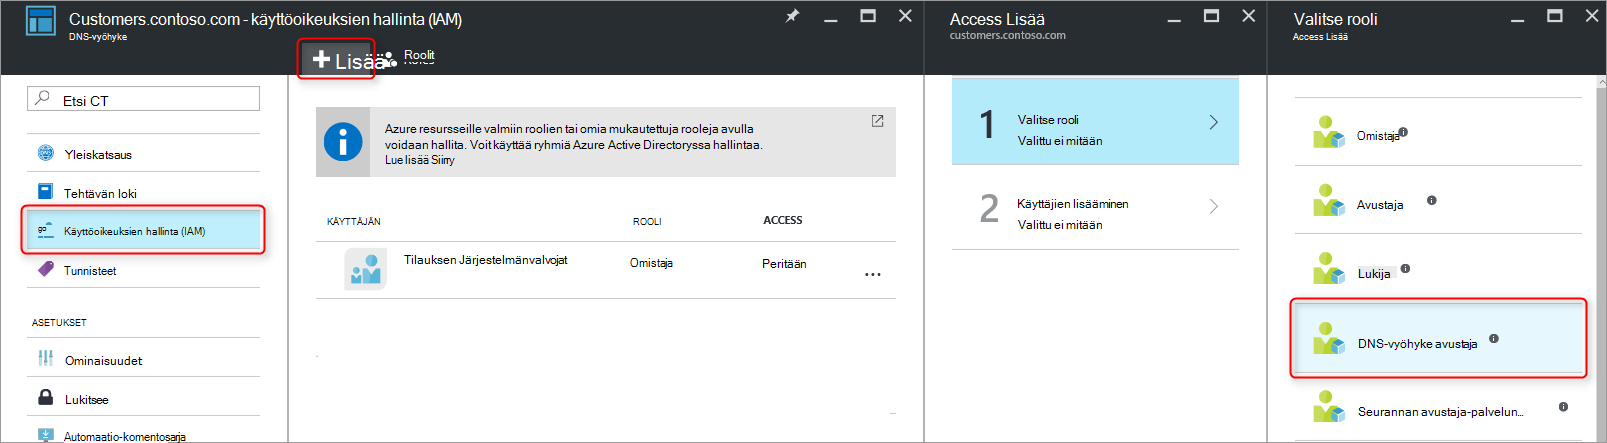 Customers.contoso.com - käyttöoikeuksien hallinta (IAM)
DNS-vyöhyke
Lisää
Roolit
Etsi CT
Yleiskatsaus
Tehtävän loki
Käyttöoikeuksien hallinta (IAM)
Tunnisteet
ASETUKSET
Ominaisuudet
Lukitsee
Automaatio-komentosarja
Azure resursseille valmiin roolien tai omia mukautettuja rooleja avulla
voidaan hallita. Voit käyttää ryhmiä Azure Active Directoryssa hallintaa.
Lue lisää Siirry
KÄYTTÄJÄN ROOLI ACCESS
Tilauksen Järjestelmänvalvojat Omistaja Peritään
Access Lisää
customers.contoso.com
1 Valitse rooli
Valittu ei mitään
2 Käyttäjien lisääminen
Valittu ei mitään
Valitse rooli
Access Lisää
Omistaja
Avustaja
Lukija
DNS-vyöhyke avustaja
Seurannan avustaja-palvelun...